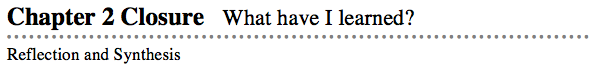 Chapter 2 Closure What have I learned?
Reflection and Synthesis